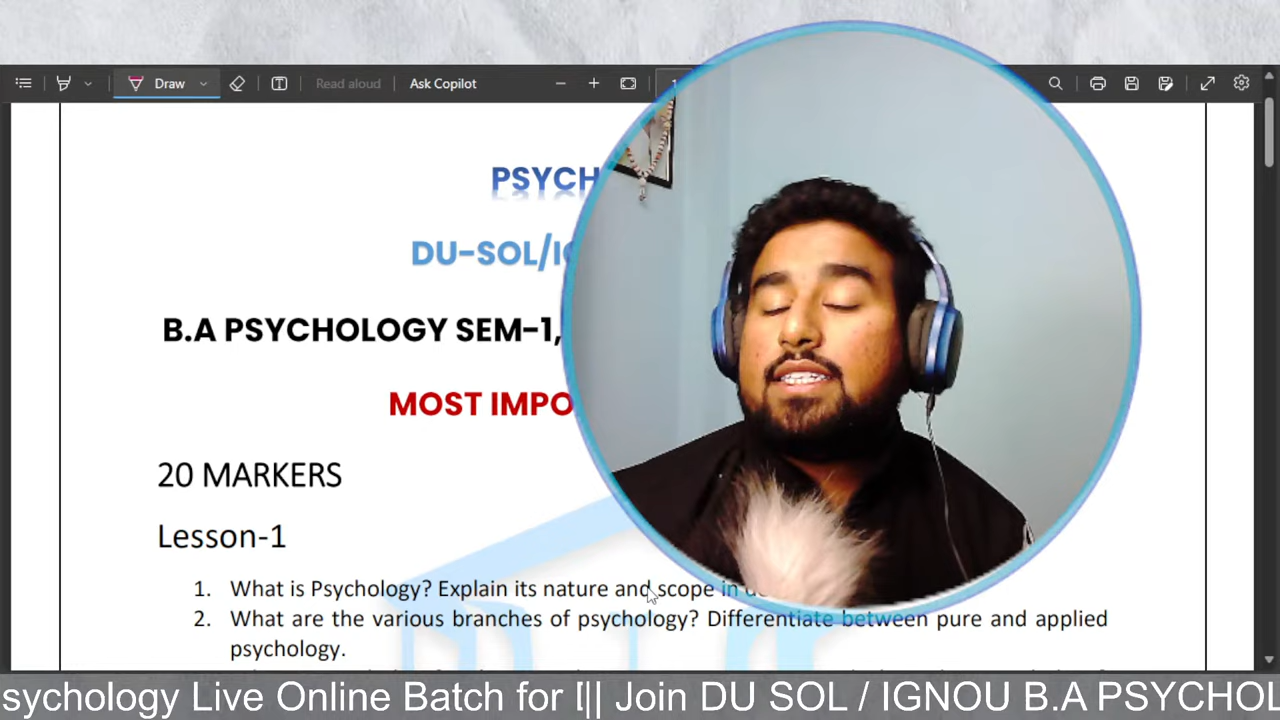 Draw
Read aloud
Ask Copilot
1
PSYCH
DU-SOL/I
B.A PSYCHOLOGY SEM-1,
MOST IMPO
20 MARKERS
Lesson-1
1. What is Psychology? Explain its nature and scope in
2. What are the various branches of psychology? Differentiate between pure and applied
psychology.
sychology Live Online Batch for [|| Join DU SOL / IGNOU B.A PSYCHOL